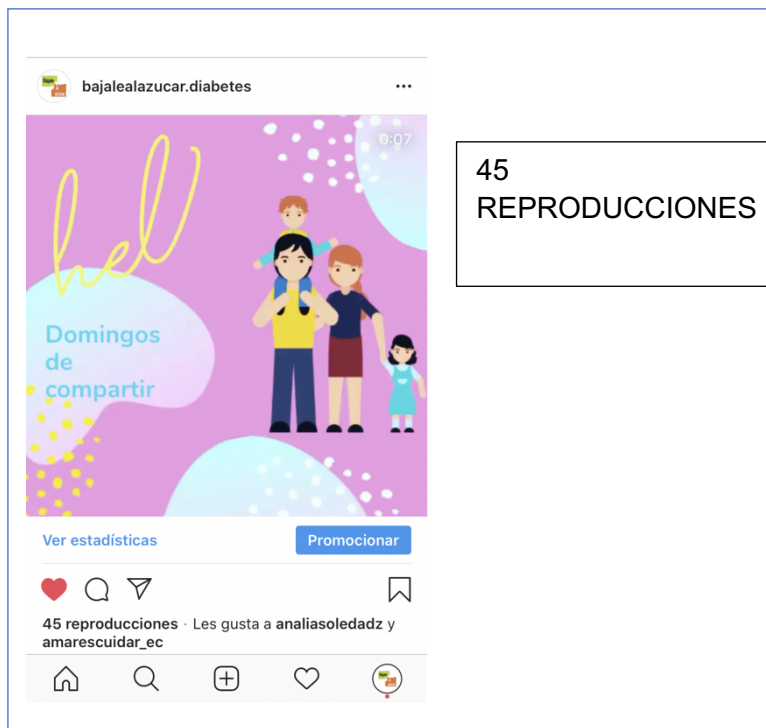 bajalealazucar.diabetes
0:07
hel
Domingos
de
compartir
45
REPRODUCCIONES
Ver estadísticas
Promocionar
45 reproducciones · Les gusta a analiasoledadz y
amarescuidar_ec